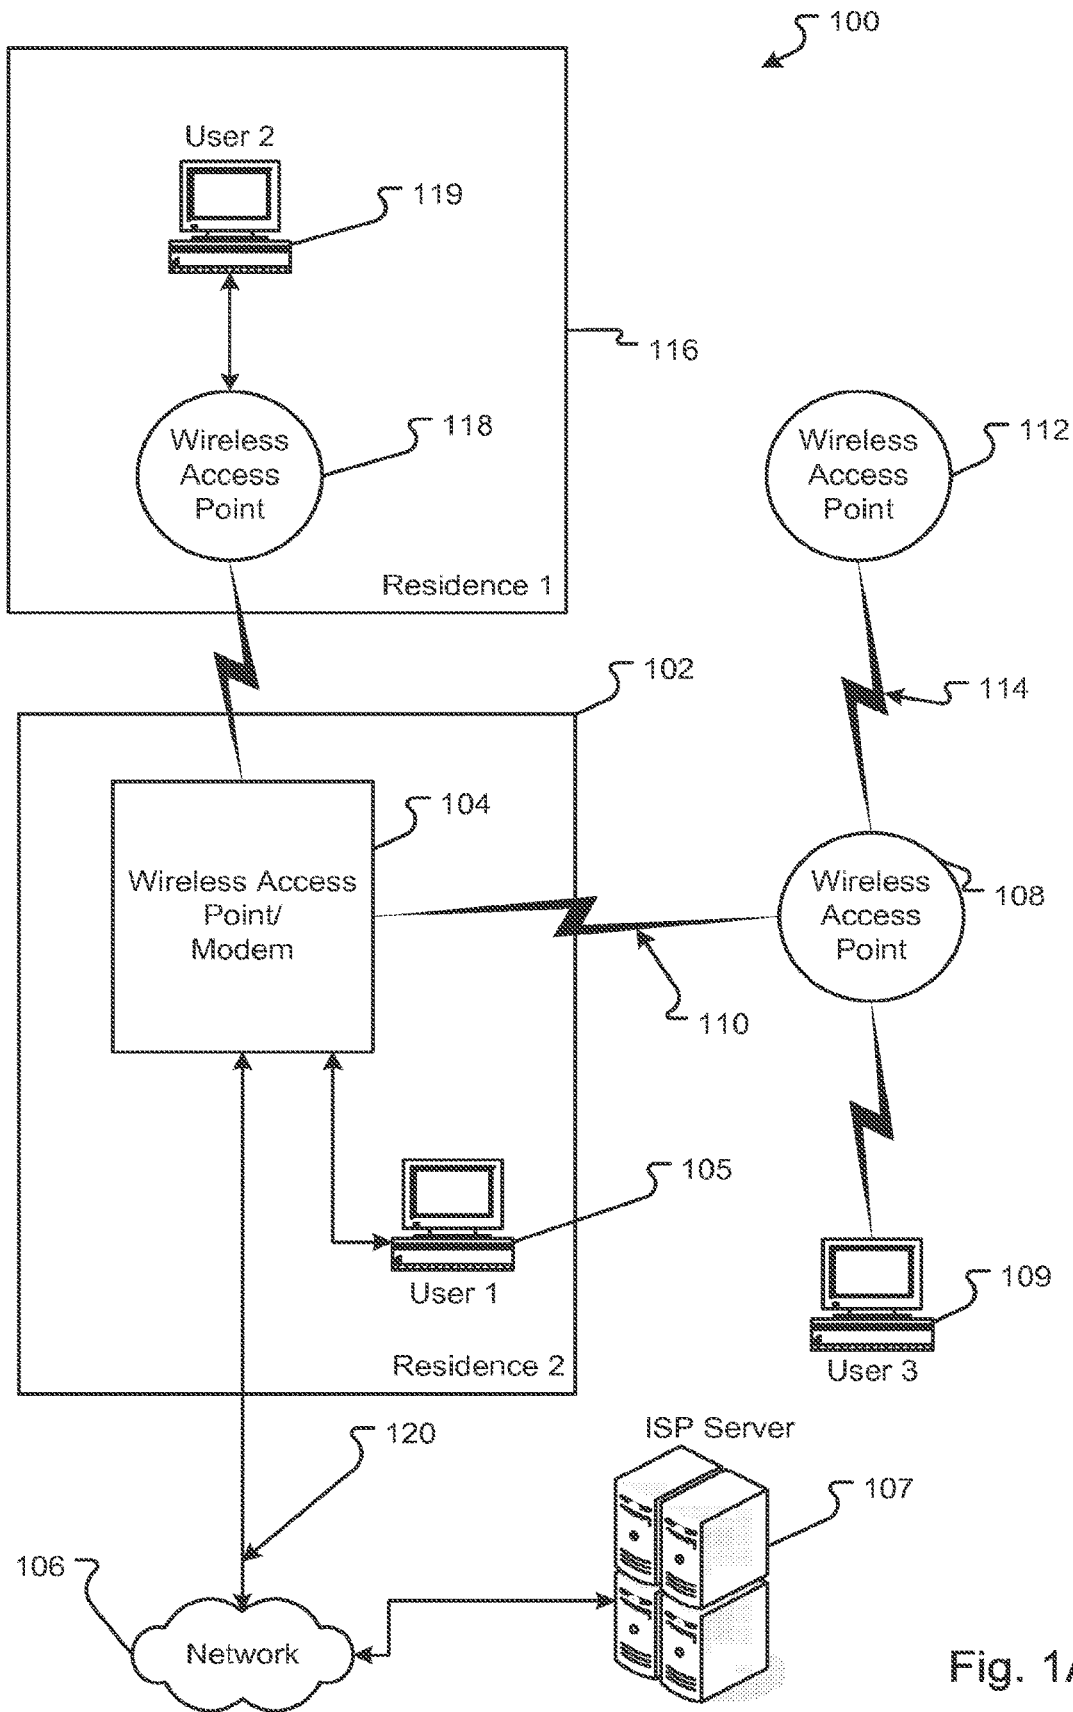 100
User 2
119
116
Wireless
Access
Point
118
Wireless
Access
Point
112
Residence 1
102
114
104
Wireless Access
Point/
Modem
Wireless
Access
Point
108
110
105
User 1
109
User 3
Residence 2
120
ISP Server
107
106
Network
Fig. 1A